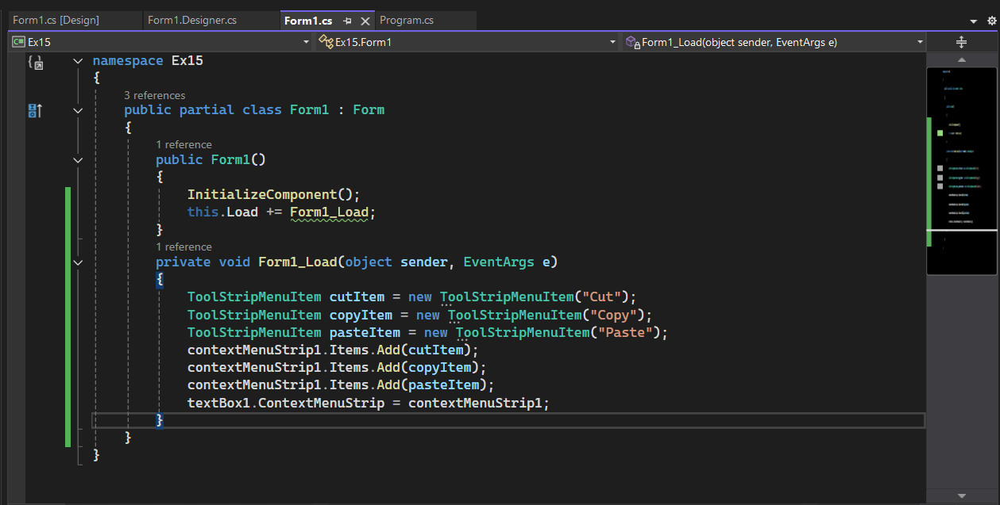 Form1.cs [Design] Form1.Designer.cs Form1.cs Program.cs
C# Ex15 Ex15.Form1 Form1_Load(object sender, EventArgs e)
namespace Ex15
{
3 references
public partial class Form1 : Form
{
1 reference
public Form1()
{
InitializeComponent();
this.Load += Form1_Load;
}
1 reference
private void Form1_Load(object sender, EventArgs e)
{
ToolStripMenuItem cutItem = new ToolStripMenuItem("Cut");
ToolStripMenuItem copyItem = new ToolStripMenuItem("Copy");
ToolStripMenuItem pasteItem = new ToolStripMenuItem("Paste");
contextMenuStrip1.Items.Add(cutItem);
contextMenuStrip1.Items.Add(copyItem);
contextMenuStrip1.Items.Add(pasteItem);
textBox1.ContextMenuStrip = contextMenuStrip1;
}
}
}